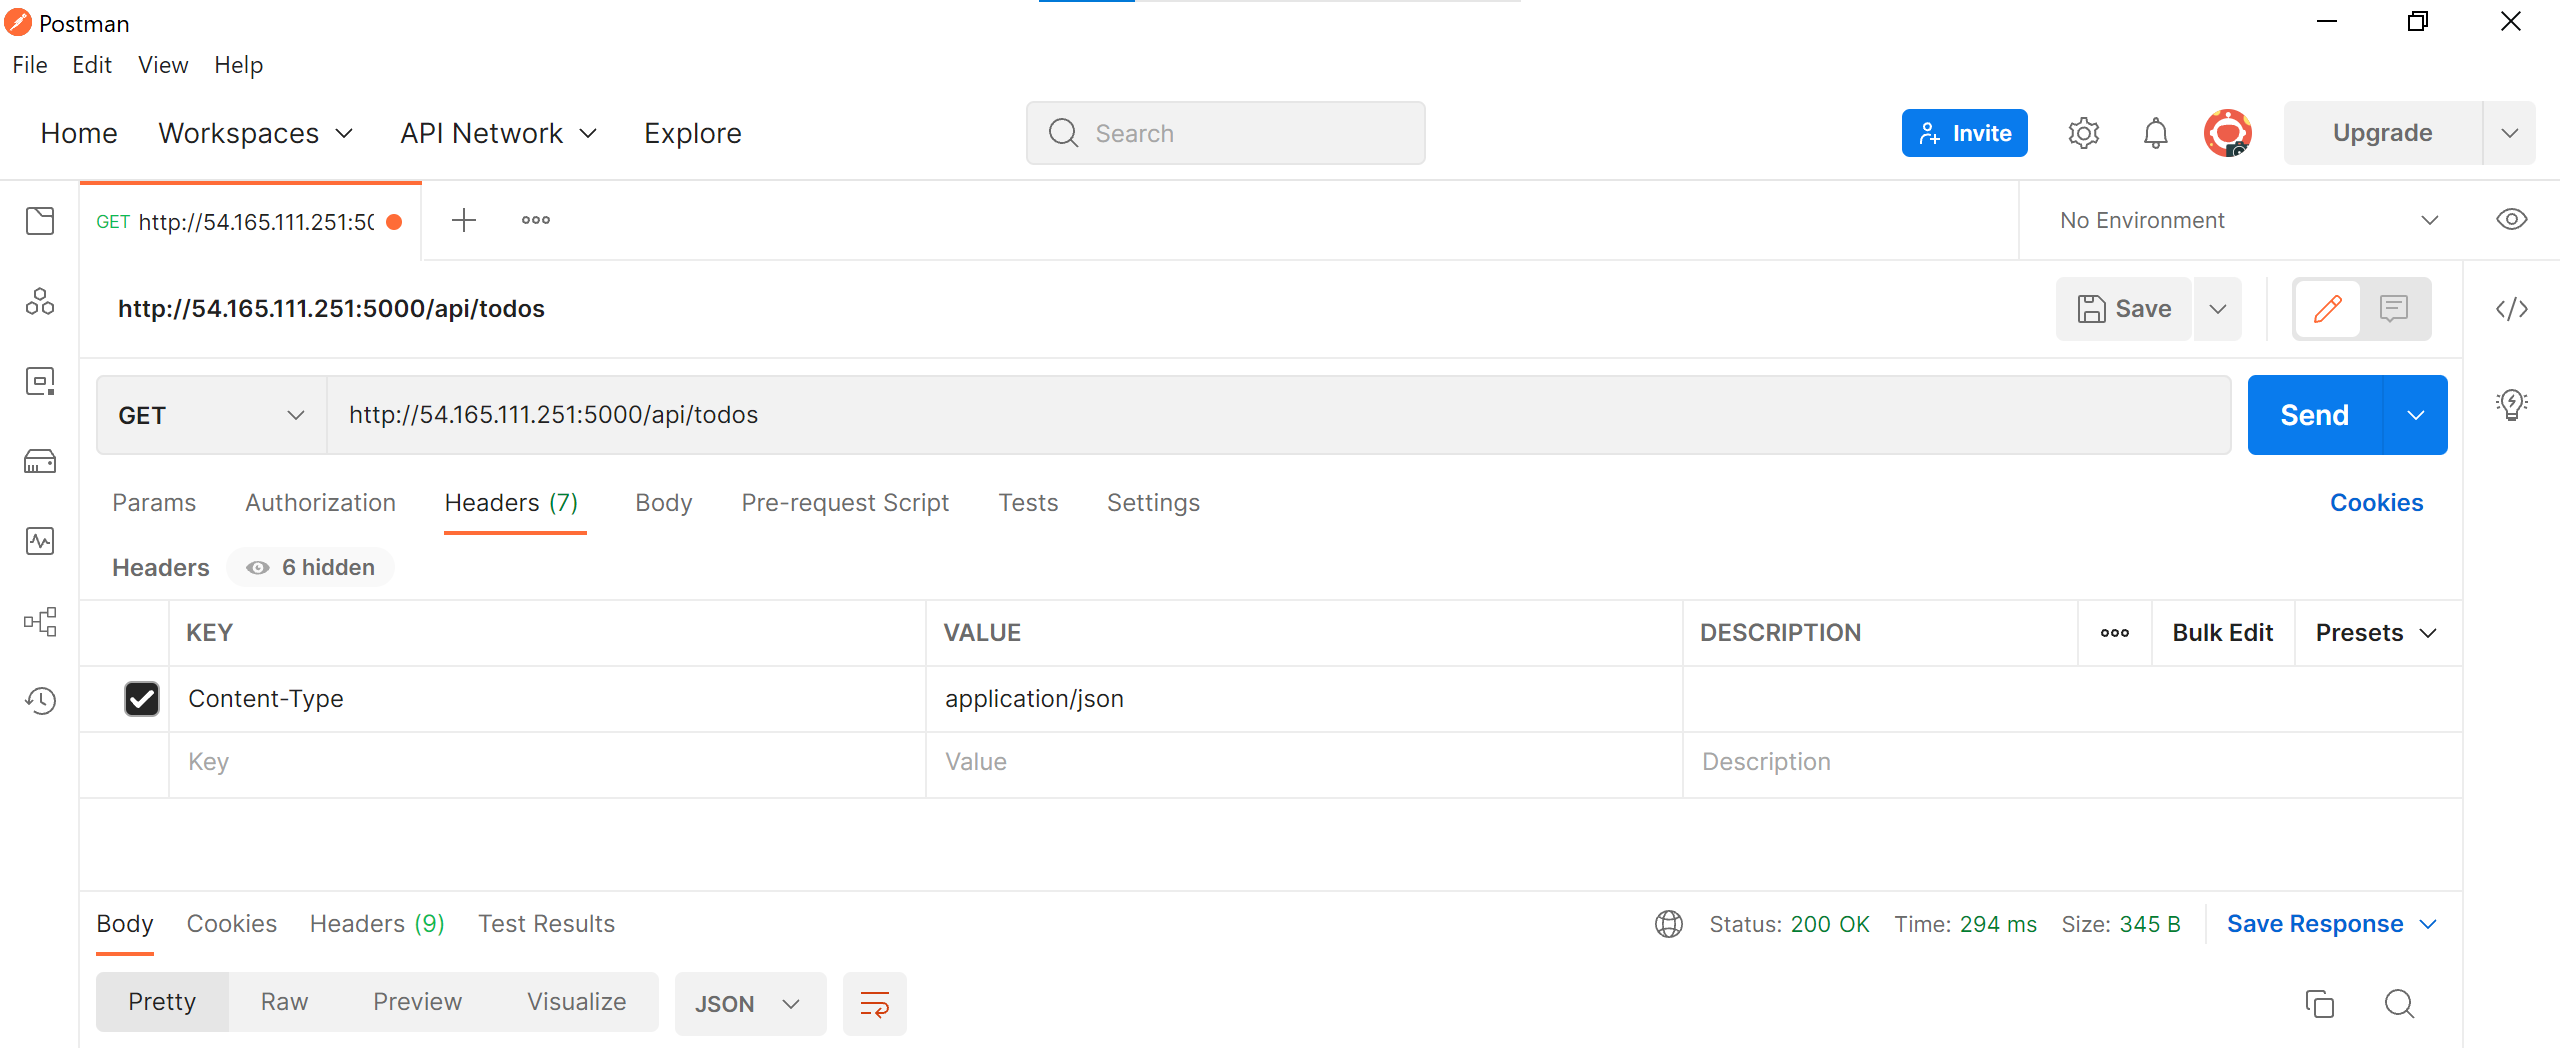 Postman
File Edit View Help
Home Workspaces API Network Explore Search Invite Upgrade
GET http://54.165.111.251:50 No Environment
http://54.165.111.251:5000/api/todos Save
GET http://54.165.111.251:5000/api/todos Send
Params Authorization Headers (7) Body Pre-request Script Tests Settings Cookies
Headers 6 hidden
KEY VALUE DESCRIPTION Bulk Edit Presets
Content-Type application/json
Key Value Description
Body Cookies Headers (9) Test Results Status: 200 OK Time: 294 ms Size: 345 B Save Response
Pretty Raw Preview Visualize JSON